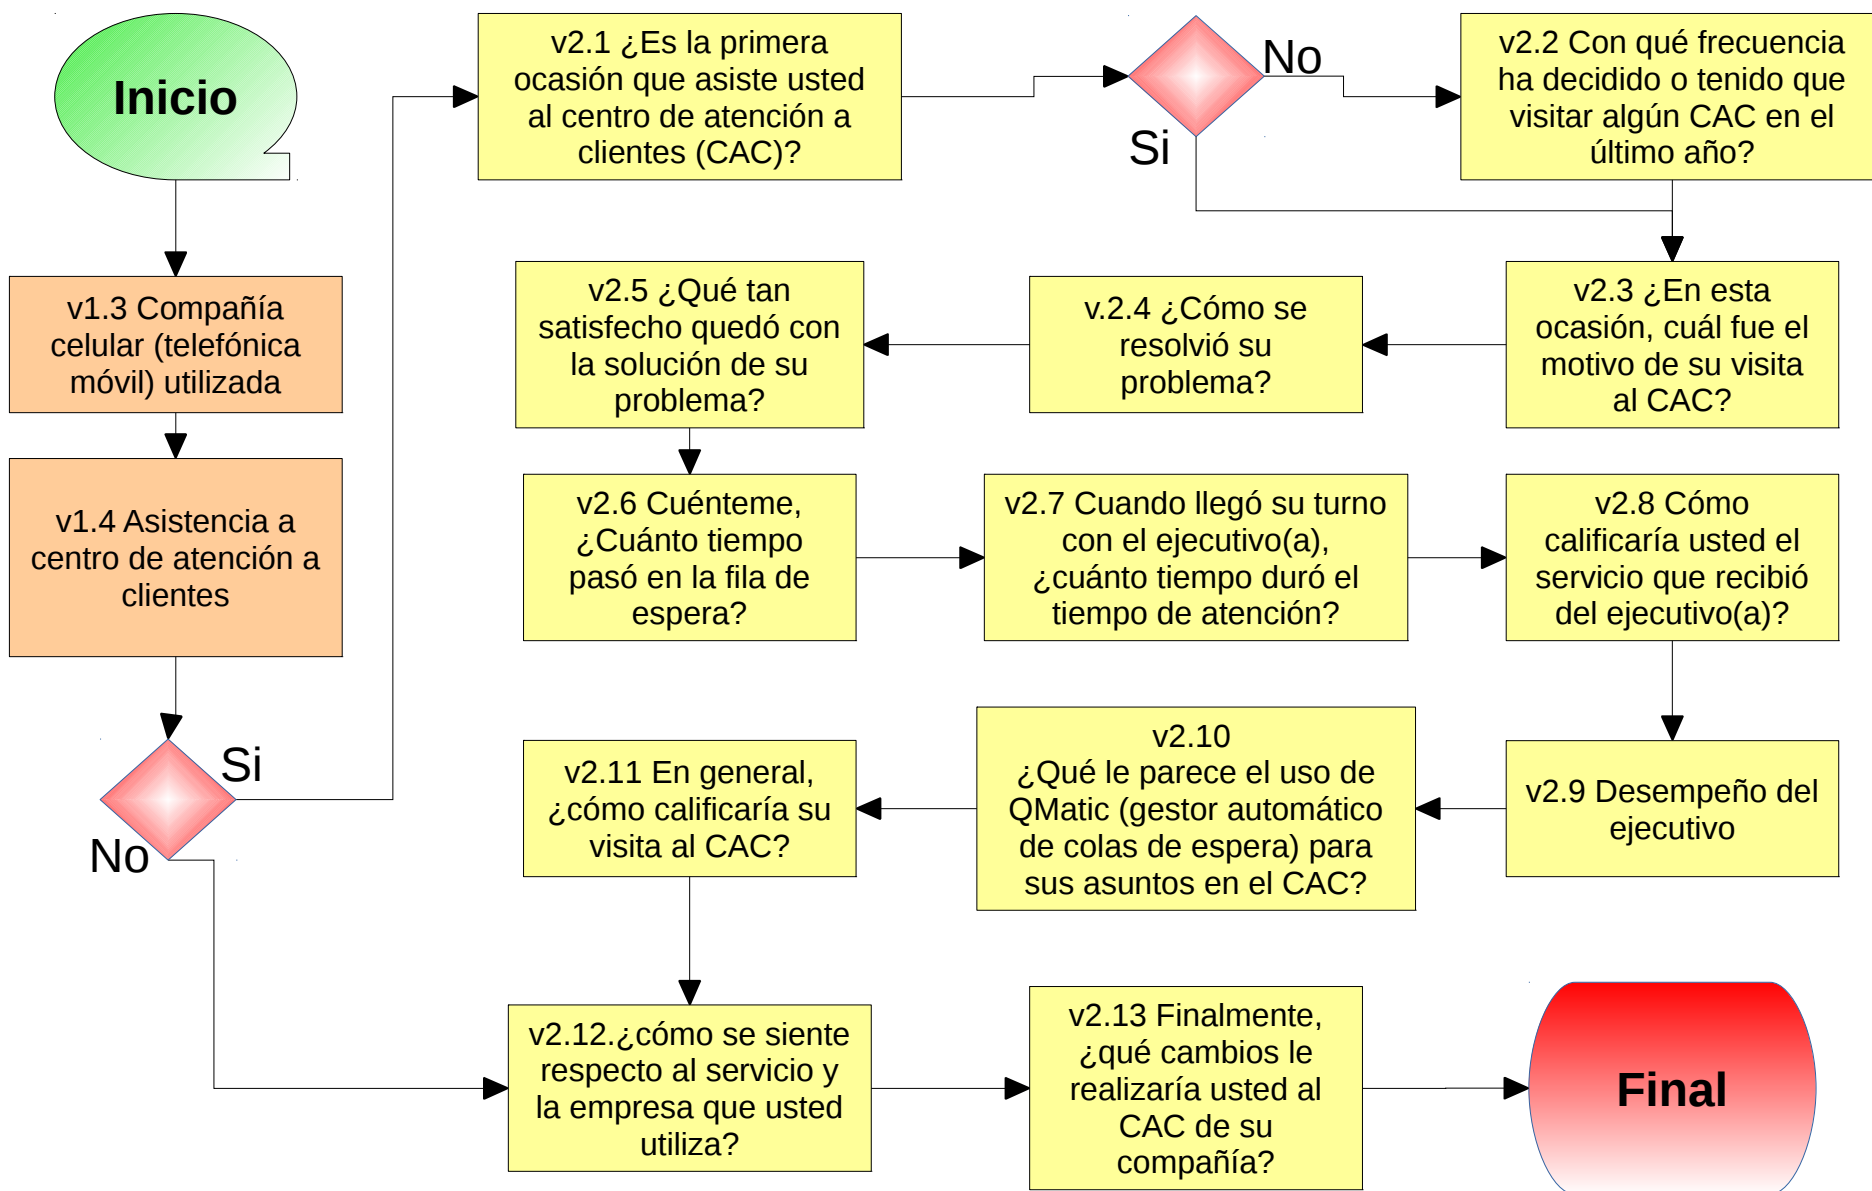 Inicio
v1.3 Compañía
celular (telefónica
móvil) utilizada
v1.4 Asistencia a
centro de atención a
clientes
Si
No
v2.1 ¿Es la primera
ocasión que asiste usted
al centro de atención a
clientes (CAC)?
No
Si
v2.2 Con qué frecuencia
ha decidido o tenido que
visitar algún CAC en el
último año?
v2.3 ¿En esta
ocasión, cuál fue el
motivo de su visita
al CAC?
v.2.4 ¿Cómo se
resolvió su
problema?
v2.5 ¿Qué tan
satisfecho quedó con
la solución de su
problema?
v2.6 Cuénteme,
¿Cuánto tiempo
pasó en la fila de
espera?
v2.7 Cuando llegó su turno
con el ejecutivo(a),
¿cuánto tiempo duró el
tiempo de atención?
v2.8 Cómo
calificaría usted el
servicio que recibió
del ejecutivo(a)?
v2.9 Desempeño del
ejecutivo
v2.10
¿Qué le parece el uso de
QMatic (gestor automático
de colas de espera) para
sus asuntos en el CAC?
v2.11 En general,
¿cómo calificaría su
visita al CAC?
v2.12.¿cómo se siente
respecto al servicio y
la empresa que usted
utiliza?
v2.13 Finalmente,
¿qué cambios le
realizaría usted al
CAC de su
compañía?
Final